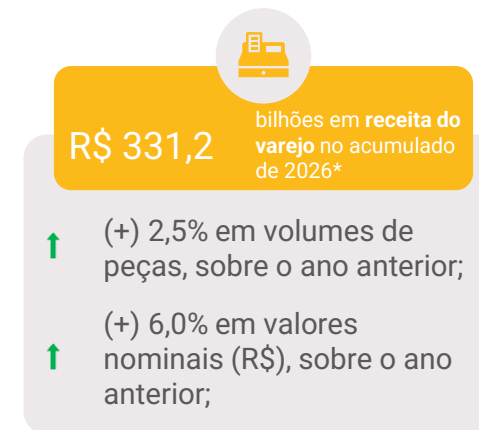 R$ 331,2
bilhões em receita do
varejo no acumulado
de 2026*
(+) 2,5% em volumes de
peças, sobre o ano anterior;
(+) 6,0% em valores
nominais (R$), sobre o ano
anterior;